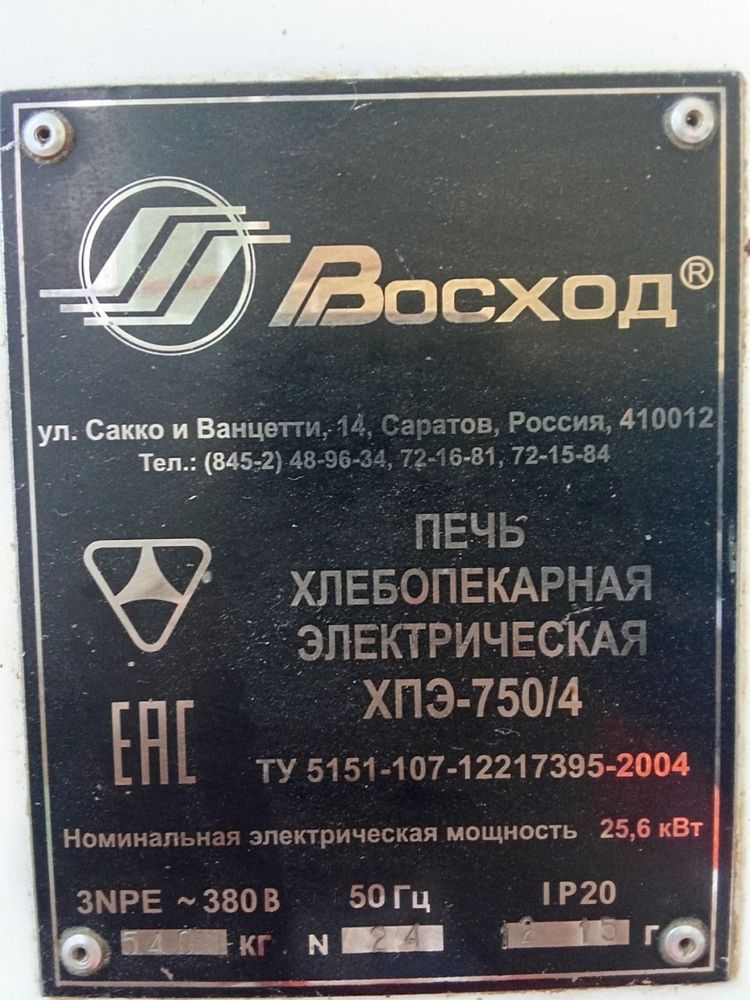 Восход®
ул. Сакко и Ванцетти, 14, Саратов, Россия, 410012
Тел.: (845-2) 48-96-34, 72-16-81, 72-15-84
ПЕЧЬ
ХЛЕБОПЕКАРНАЯ
ЭЛЕКТРИЧЕСКАЯ
ХПЭ-750/4
ЕАС
ТУ 5151-107-12217395-2004
Номинальная электрическая мощность 25,6 кВт
3NPE ~ 380 В 50 Гц IP20
кг N 24 12 15 г